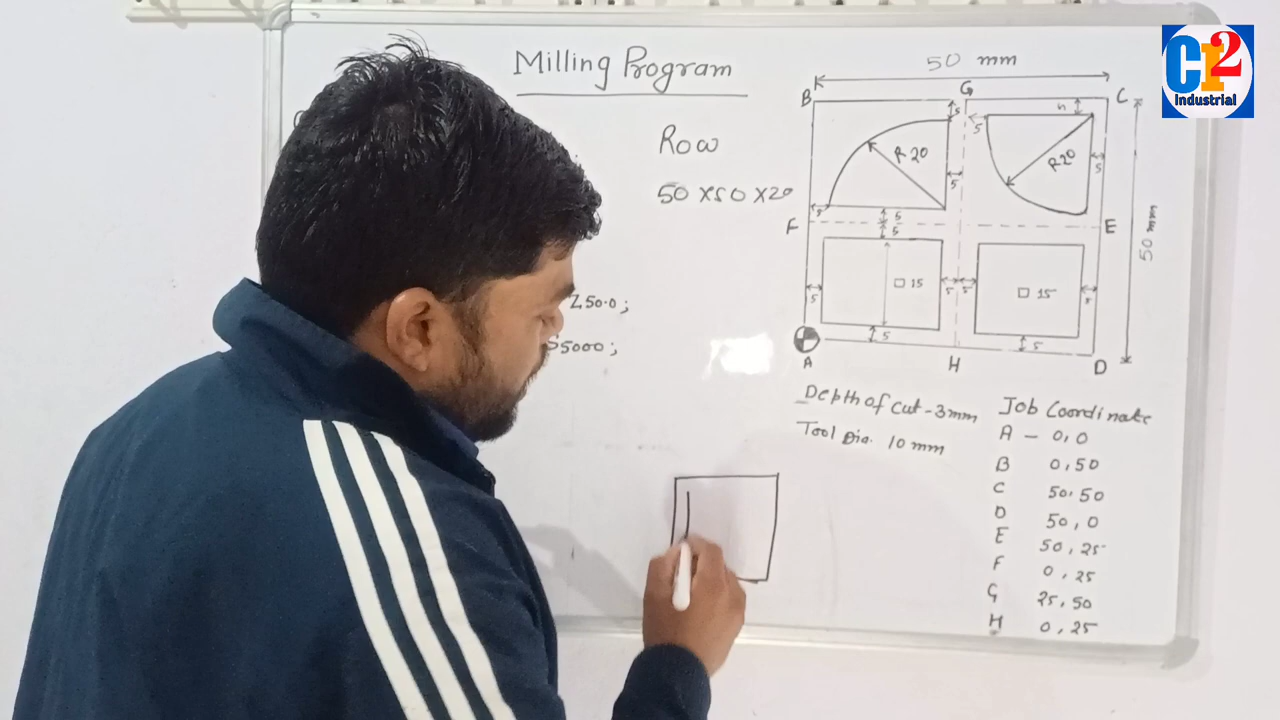 Milling Program
Row
50 X50 X20
Z50.0;
S5000;
50 mm
B
G
C
5
5
5
R20
R20
5
5
5
5
5
F
E
50 mm
□ 15
□ 15
5
5
5
5
5
5
A
H
D
Depth of Cut - 3mm
Tool Dia. 10 mm
Job Coordinate
A - 0,0
B 0,50
C 50,50
D 50,0
E 50,25
F 0,25
G 25,50
H 0,25
CI2
Industrial